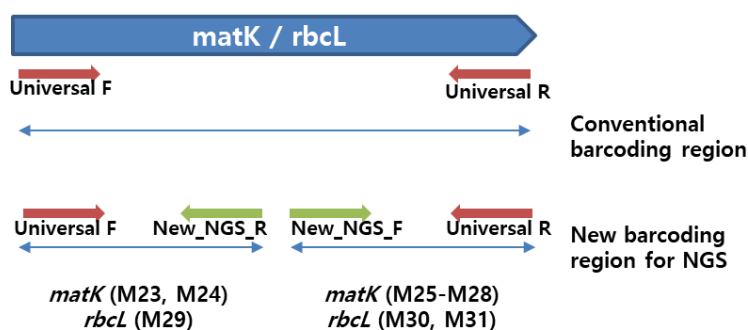 matK / rbcL
Universal F
Universal R
Conventional
barcoding region
Universal F
New_NGS_R
New_NGS_F
Universal R
New barcoding
region for NGS
matK (M23, M24)
rbcL (M29)
matK (M25-M28)
rbcL (M30, M31)